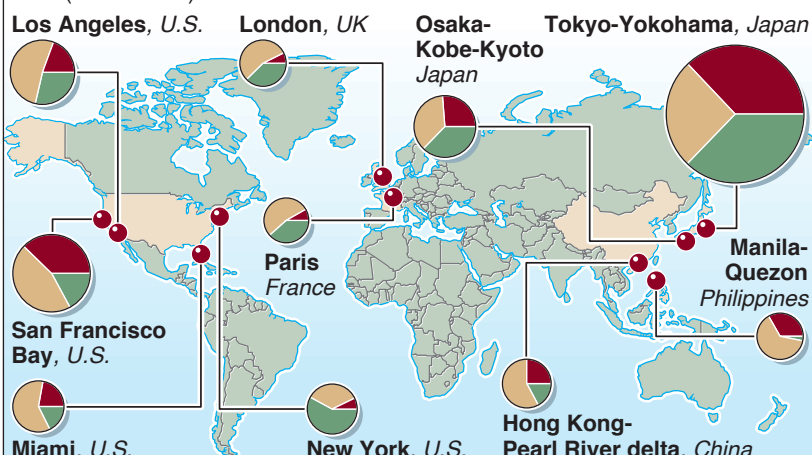 Los Angeles, U.S.
London, UK
Osaka-
Kobe-Kyoto
Japan
Tokyo-Yokohama, Japan
Paris
France
Manila-
Quezon
Philippines
San Francisco
Bay, U.S.
Miami, U.S.
New York, U.S.
Hong Kong-
Pearl River delta, China